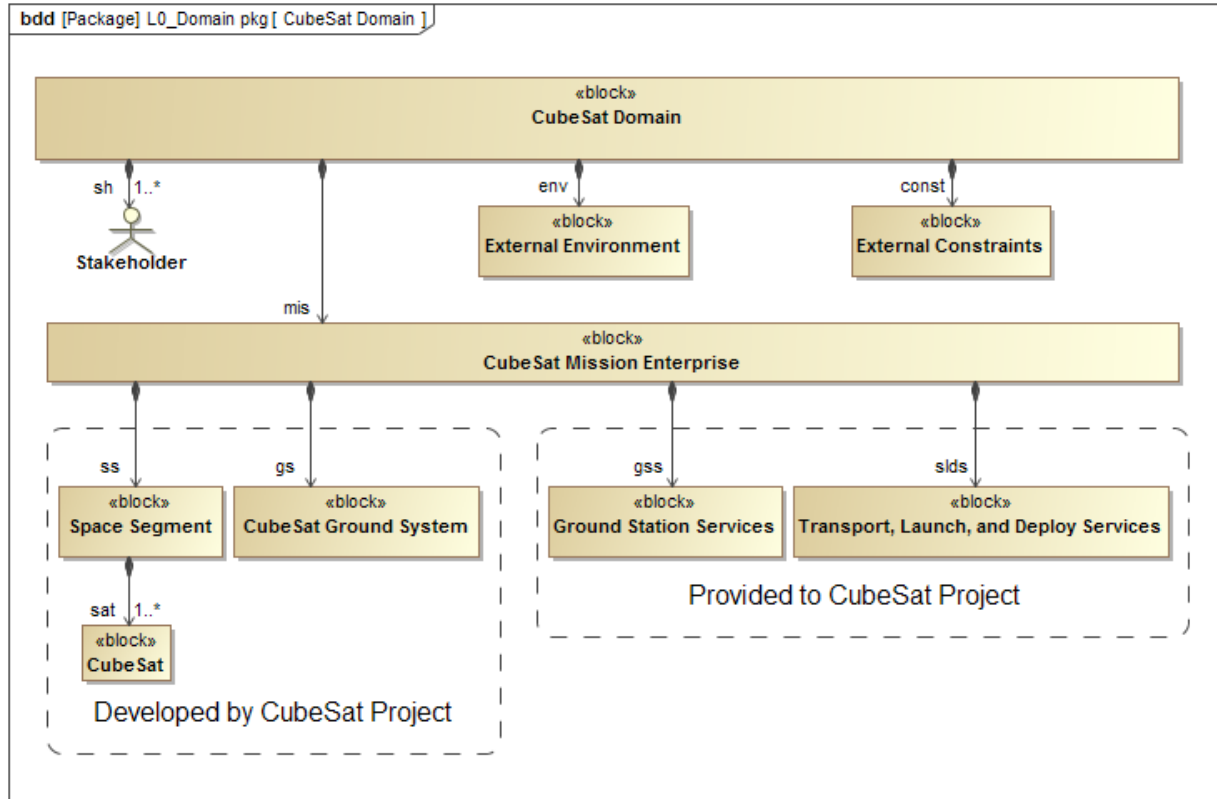 bdd [Package] L0_Domain pkg [ CubeSat Domain ]
«block»
CubeSat Domain
sh 1..*
env
const
Stakeholder
«block»
External Environment
«block»
External Constraints
mis
«block»
CubeSat Mission Enterprise
ss
gs
gss
slds
«block»
Space Segment
«block»
CubeSat Ground System
«block»
Ground Station Services
«block»
Transport, Launch, and Deploy Services
sat 1..*
«block»
CubeSat
Developed by CubeSat Project
Provided to CubeSat Project